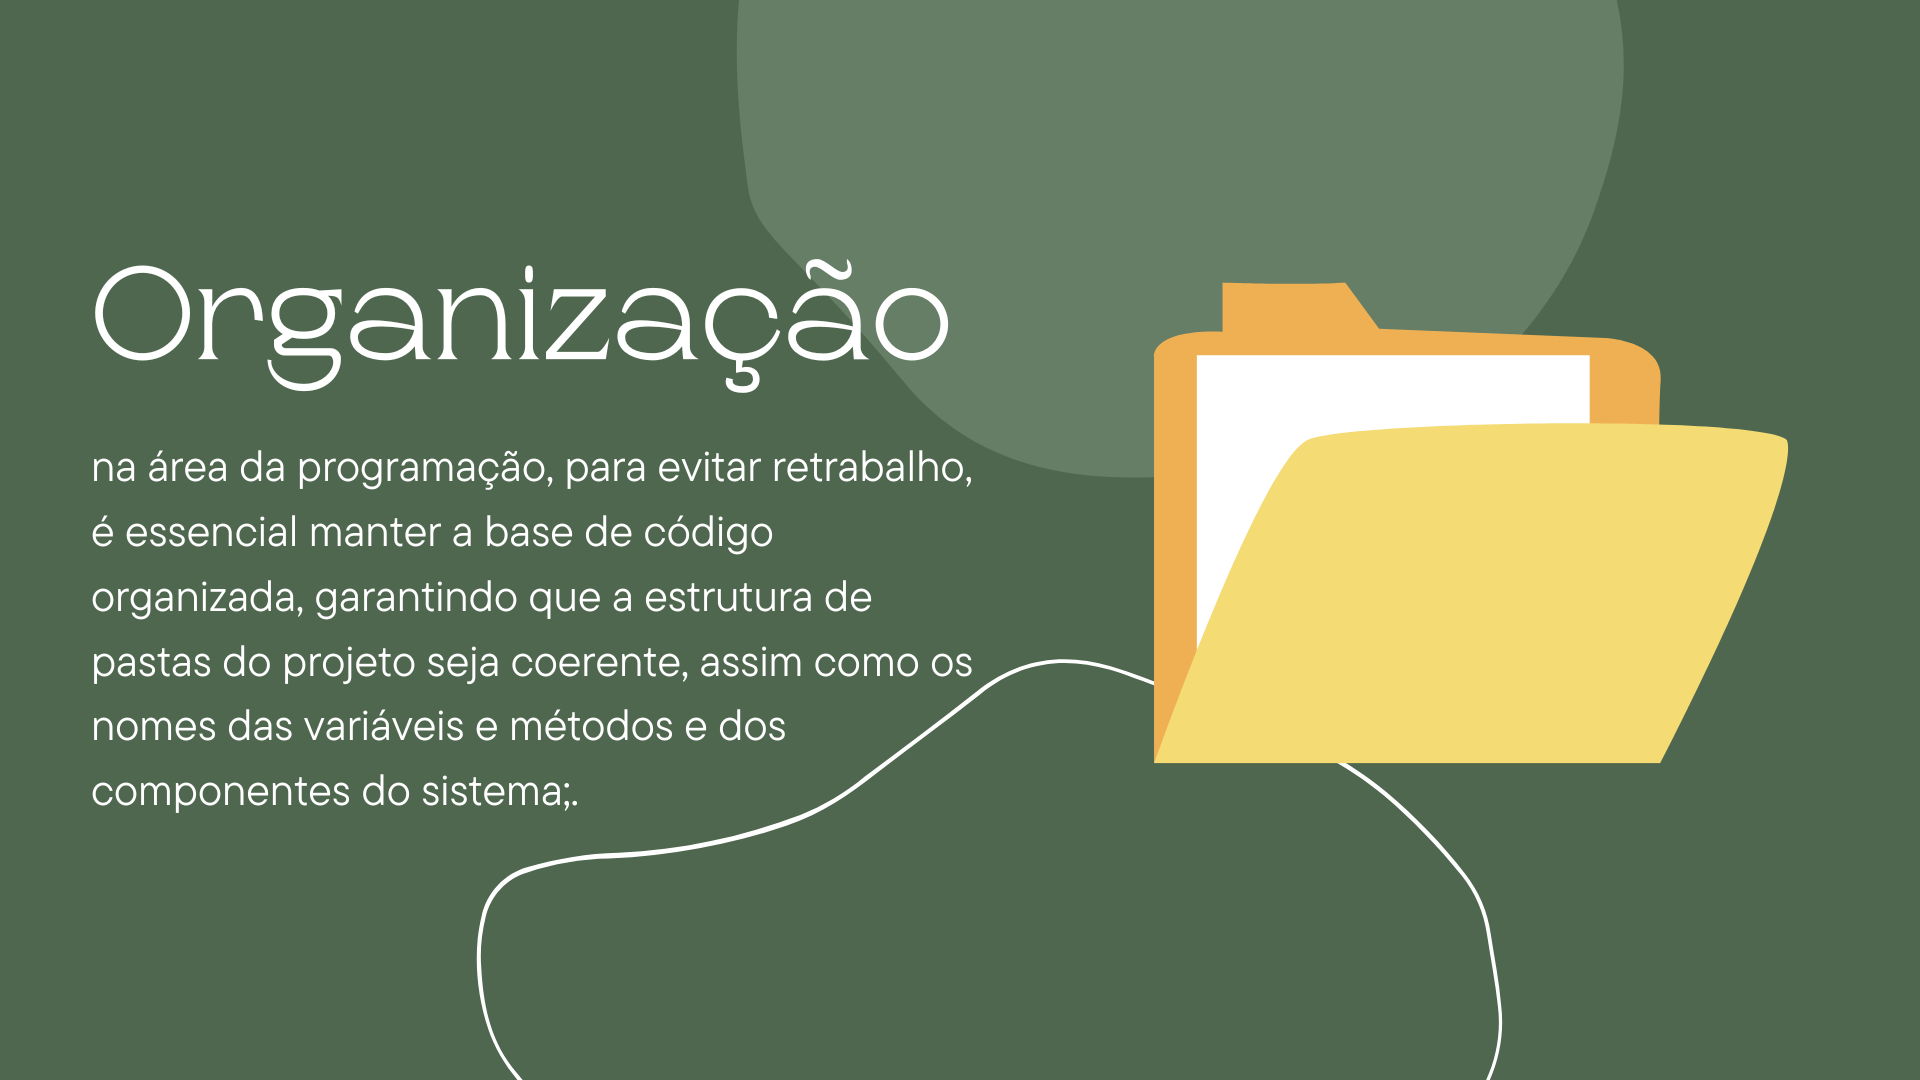 Organização
na área da programação, para evitar retrabalho,
é essencial manter a base de código
organizada, garantindo que a estrutura de
pastas do projeto seja coerente, assim como os
nomes das variáveis e métodos e dos
componentes do sistema;.